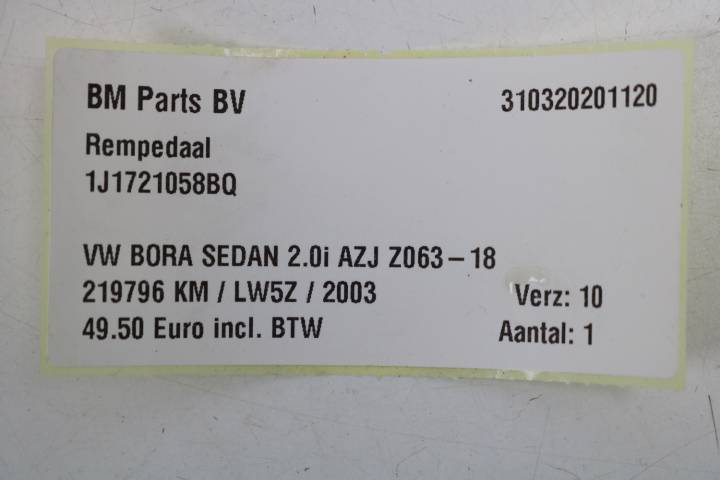 BM Parts BV 310320201120
Rempedaal
1J1721058BQ
VW BORA SEDAN 2.0i AZJ Z063-18
219796 KM / LW5Z / 2003 Verz: 10
49.50 Euro incl. BTW Aantal: 1